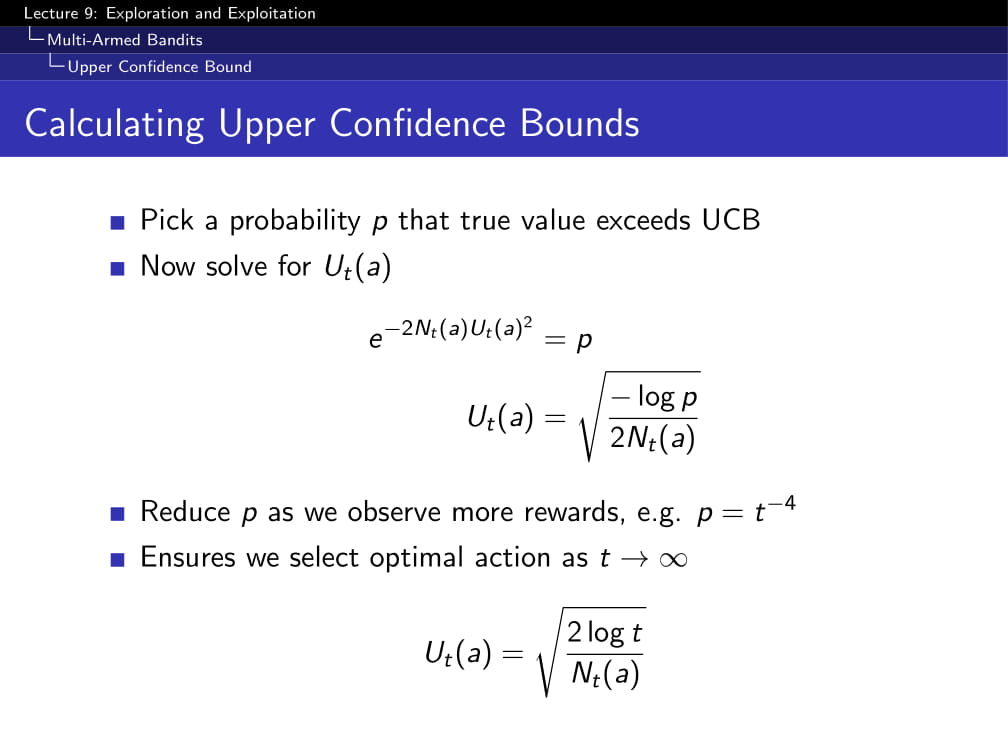 Lecture 9: Exploration and Exploitation
Multi-Armed Bandits
Upper Confidence Bound
Calculating Upper Confidence Bounds
Pick a probability p that true value exceeds UCB
Now solve for U_t(a)
e^{-2N_t(a)U_t(a)^2} = p
U_t(a) = \sqrt{\frac{-\log p}{2N_t(a)}}
Reduce p as we observe more rewards, e.g. p = t^{-4}
Ensures we select optimal action as t → ∞
U_t(a) = \sqrt{\frac{2 \log t}{N_t(a)}}